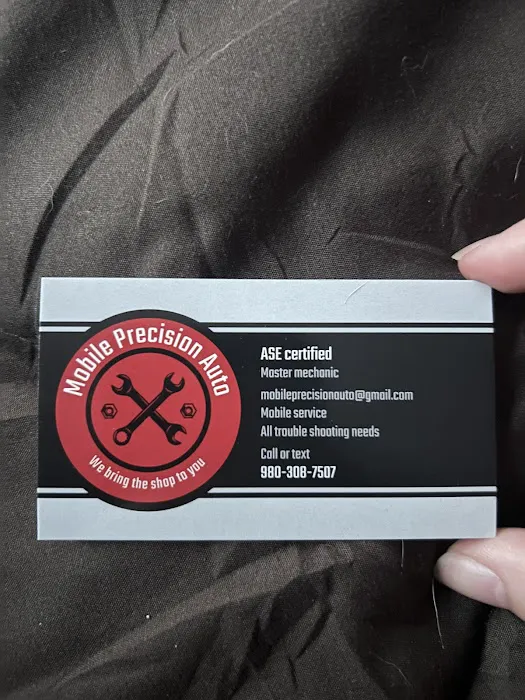 Mobile Precision Auto
We bring the shop to you
ASE certified
Master mechanic
mobileprecisionauto@gmail.com
Mobile service
All trouble shooting needs
Call or text
980-308-7507